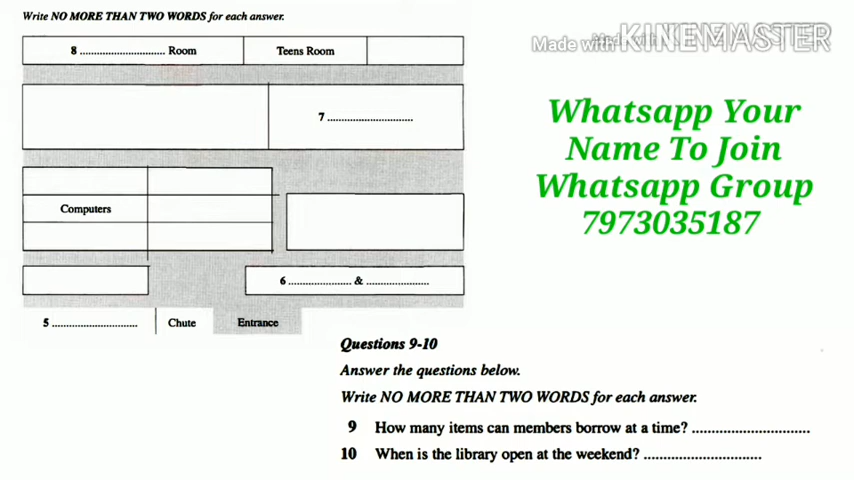 Write NO MORE THAN TWO WORDS for each answer.
8 ............................ Room
Teens Room
7 ............................
Computers
6 ..................... & .....................
5 ............................
Chute
Entrance
Questions 9-10
Answer the questions below.
Write NO MORE THAN TWO WORDS for each answer.
9 How many items can members borrow at a time? ..............................
10 When is the library open at the weekend? ..............................
Made with KINEMASTER
Whatsapp Your
Name To Join
Whatsapp Group
7973035187